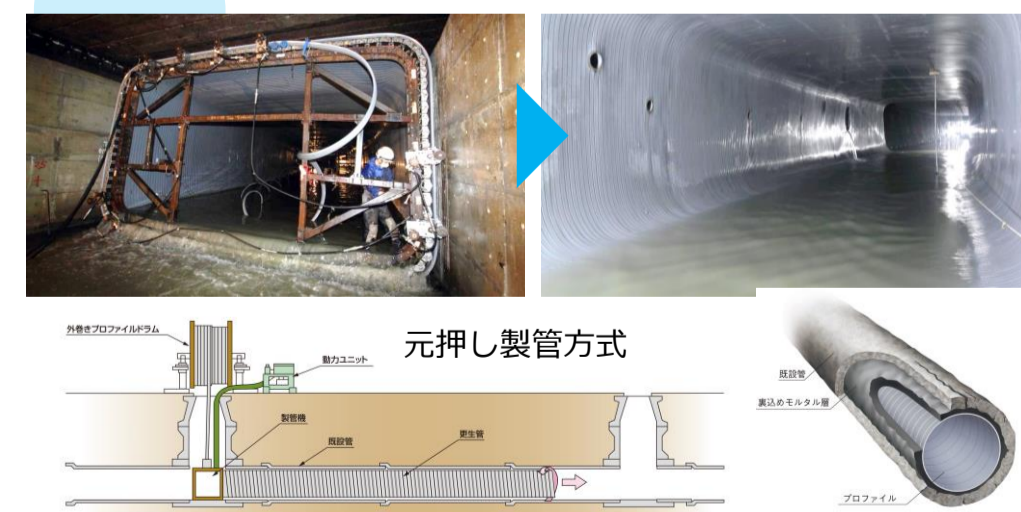 元押し製管方式
外巻きプロファイルドラム
動力ユニット
製管機
既設管
更生管
既設管
裏込めモルタル層
プロファイル